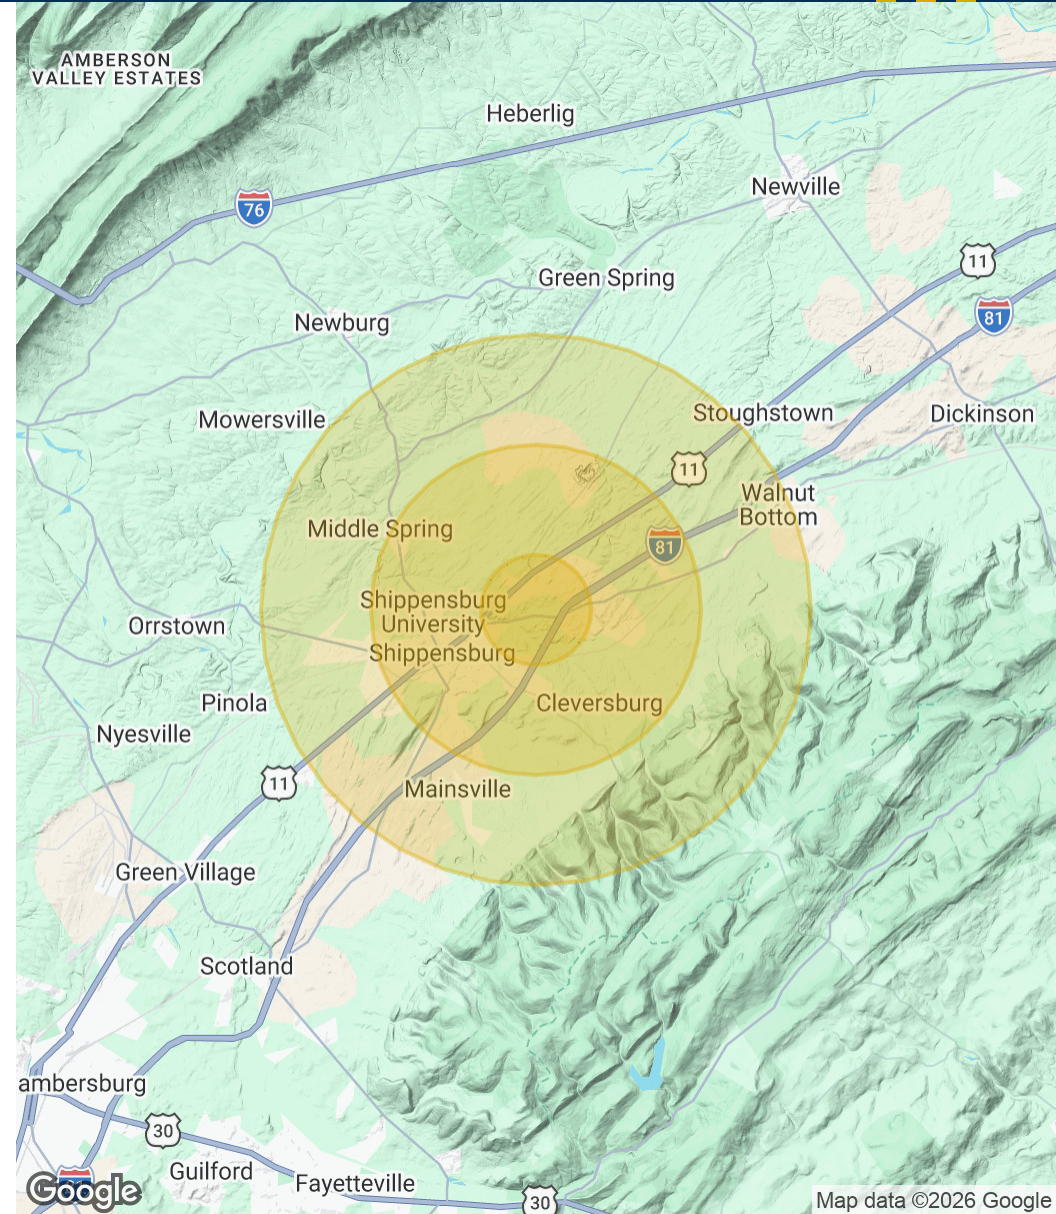 AMBERSON
VALLEY ESTATES
Heberlig
Newville
76
11
Green Spring
81
Newburg
Mowersville
Stoughstown
Dickinson
11
Walnut
Bottom
Middle Spring
81
Shippensburg
University
Orrstown
Shippensburg
Pinola
Cleversburg
Nyesville
11
Mainsville
Green Village
Scotland
ambersburg
30
Guilford
Fayetteville
Google
30
Map data ©2026 Google